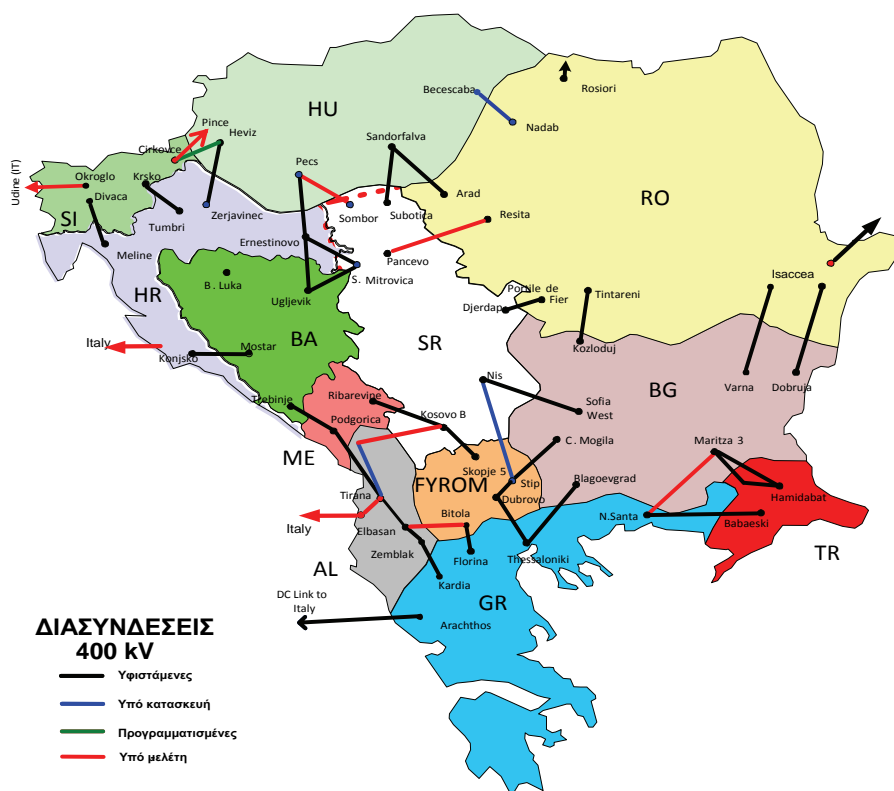 HU
RO
SI
HR
BA
SR
BG
ME
FYROM
AL
GR
TR
Becescaba
Rosiori
Nadab
Pince
Heviz
Cirkovce
Sandorfalva
Pecs
Okroglo
Krsko
Divaca
Udine (IT)
Arad
Tumbri
Zerjavinec
Sombor
Subotica
Resita
Meline
Ernestinovo
Pancevo
S. Mitrovica
Isaccea
B. Luka
Ugljevik
Portile de
Fier
Tintareni
Djerdap
Italy
Konjsko
Mostar
Kozloduj
Varna
Dobruja
Nis
Sofia
West
Trebinje
Ribarevine
Podgorica
Kosovo B
C. Mogila
Maritza 3
Skopje 5
Stip
Blagoevgrad
Hamidabat
Tirana
Dubrovo
Italy
Elbasan
Bitola
N.Santa
Babaeski
Zemblak
Florina
Thessaloniki
Kardia
DC Link to
Italy
Arachthos
ΔΙΑΣΥΝΔΕΣΕΙΣ
400 kV
Υφιστάμενες
Υπό κατασκευή
Προγραμματισμένες
Υπό μελέτη